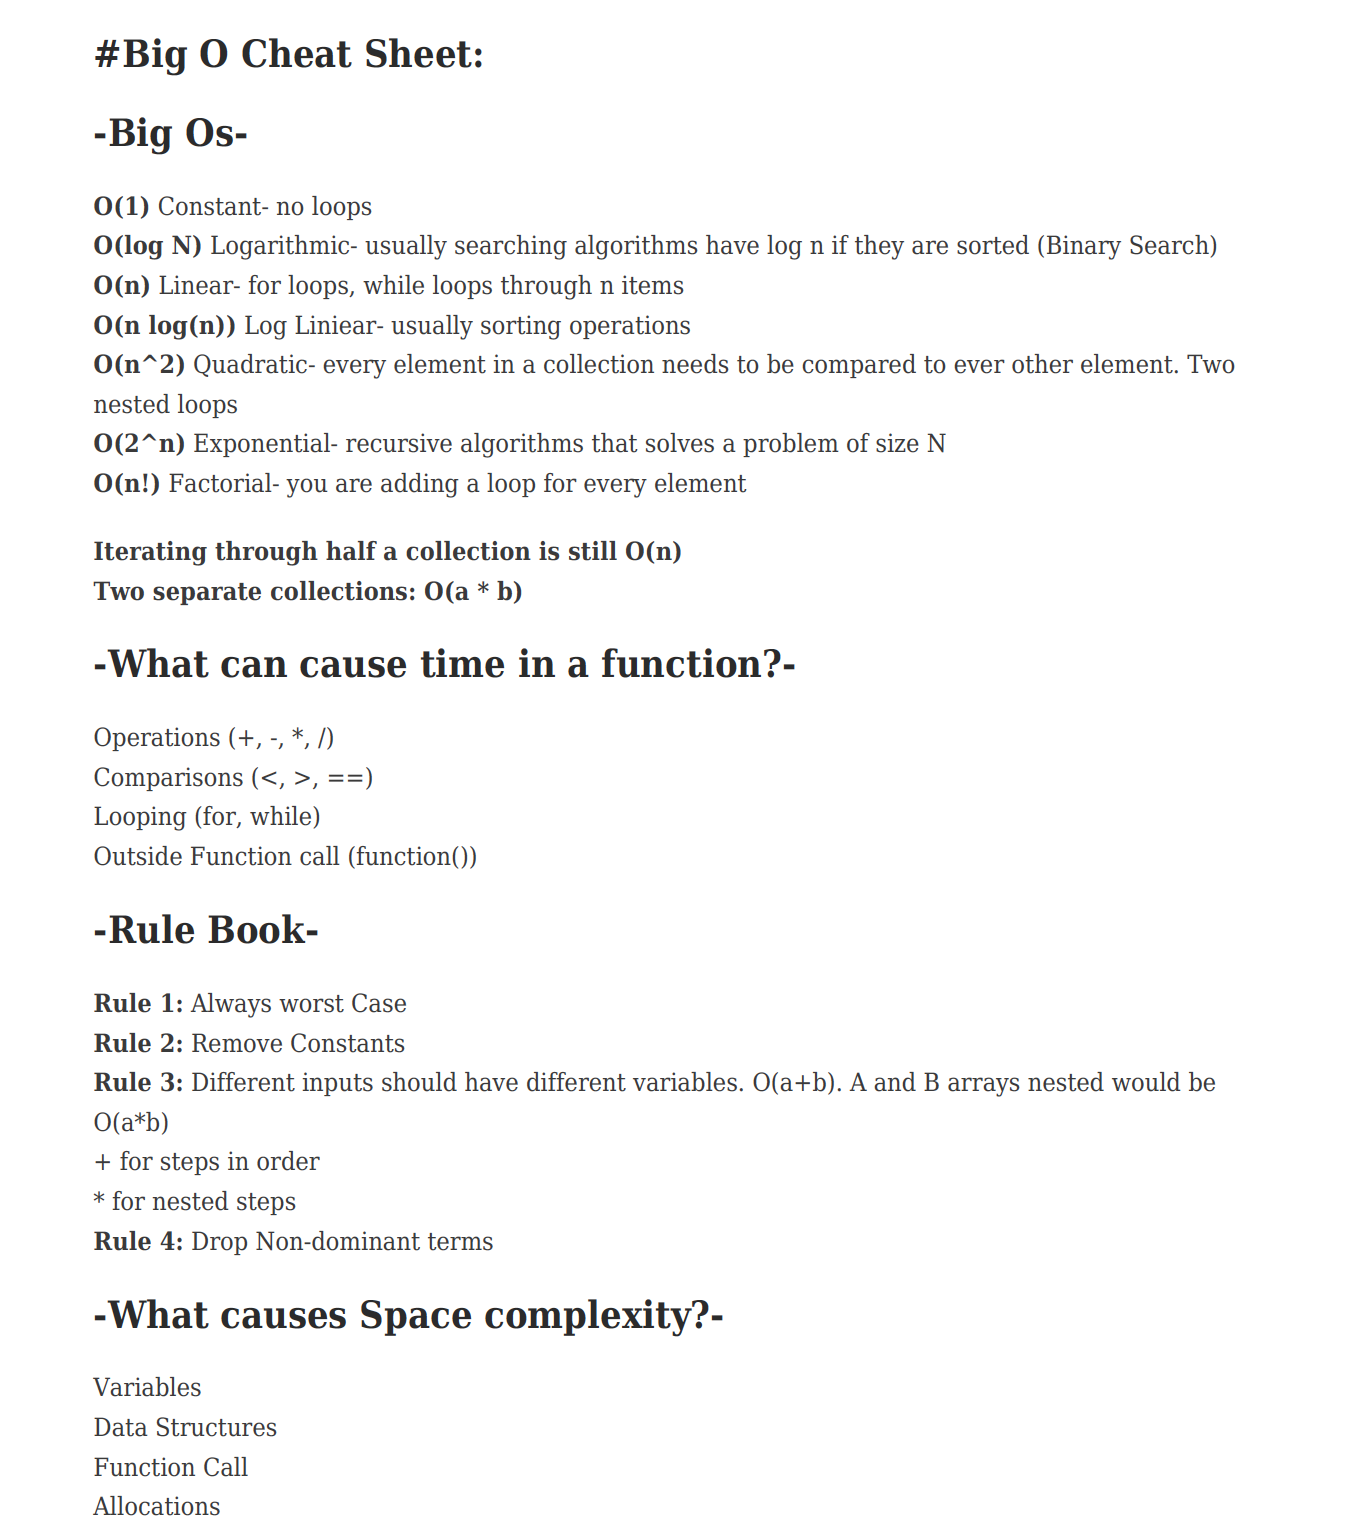 #Big O Cheat Sheet:
-Big Os-
O(1) Constant- no loops
O(log N) Logarithmic- usually searching algorithms have log n if they are sorted (Binary Search)
O(n) Linear- for loops, while loops through n items
O(n log(n)) Log Liniear- usually sorting operations
O(n^2) Quadratic- every element in a collection needs to be compared to ever other element. Two
nested loops
O(2^n) Exponential- recursive algorithms that solves a problem of size N
O(n!) Factorial- you are adding a loop for every element
Iterating through half a collection is still O(n)
Two separate collections: O(a * b)
-What can cause time in a function?-
Operations (+, -, *, /)
Comparisons (<, >, ==)
Looping (for, while)
Outside Function call (function())
-Rule Book-
Rule 1: Always worst Case
Rule 2: Remove Constants
Rule 3: Different inputs should have different variables. O(a+b). A and B arrays nested would be
O(a*b)
+ for steps in order
* for nested steps
Rule 4: Drop Non-dominant terms
-What causes Space complexity?-
Variables
Data Structures
Function Call
Allocations